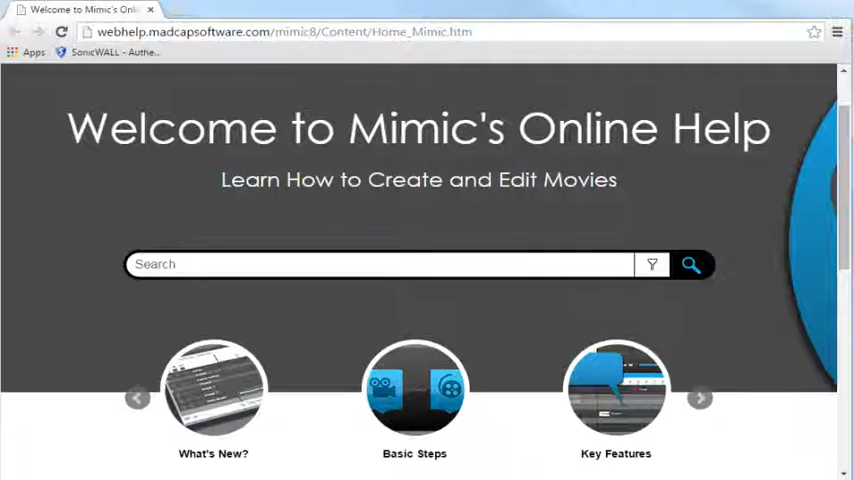 Welcome to Mimic's Onli
webhelp.madcapsoftware.com/mimic8/Content/Home_Mimic.htm
Apps SonicWALL - Authe...
Welcome to Mimic's Online Help
Learn How to Create and Edit Movies
Search
What's New? Basic Steps Key Features